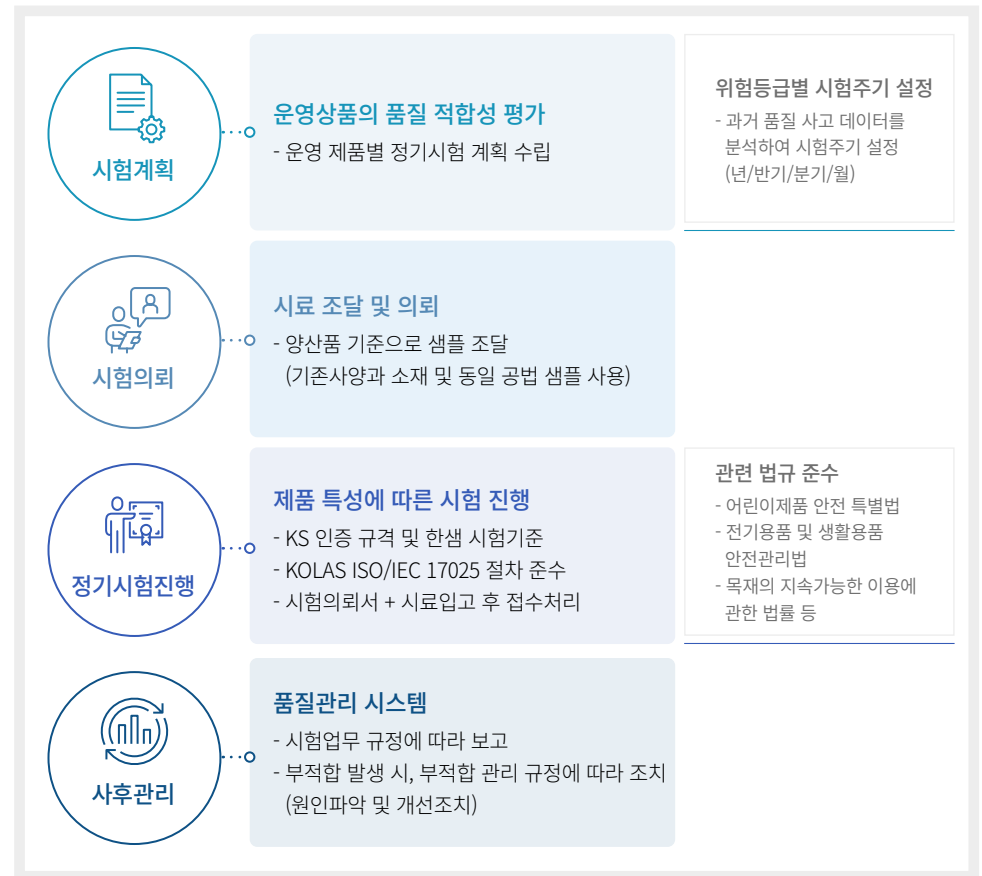 시험계획
운영상품의 품질 적합성 평가
- 운영 제품별 정기시험 계획 수립
위험등급별 시험주기 설정
- 과거 품질 사고 데이터를
분석하여 시험주기 설정
(년/반기/분기/월)
시험의뢰
시료 조달 및 의뢰
- 양산품 기준으로 샘플 조달
(기존사양과 소재 및 동일 공법 샘플 사용)
정기시험진행
제품 특성에 따른 시험 진행
- KS 인증 규격 및 한샘 시험기준
- KOLAS ISO/IEC 17025 절차 준수
- 시험의뢰서 + 시료입고 후 접수처리
관련 법규 준수
- 어린이제품 안전 특별법
- 전기용품 및 생활용품
안전관리법
- 목재의 지속가능한 이용에
관한 법률 등
사후관리
품질관리 시스템
- 시험업무 규정에 따라 보고
- 부적합 발생 시, 부적합 관리 규정에 따라 조치
(원인파악 및 개선조치)